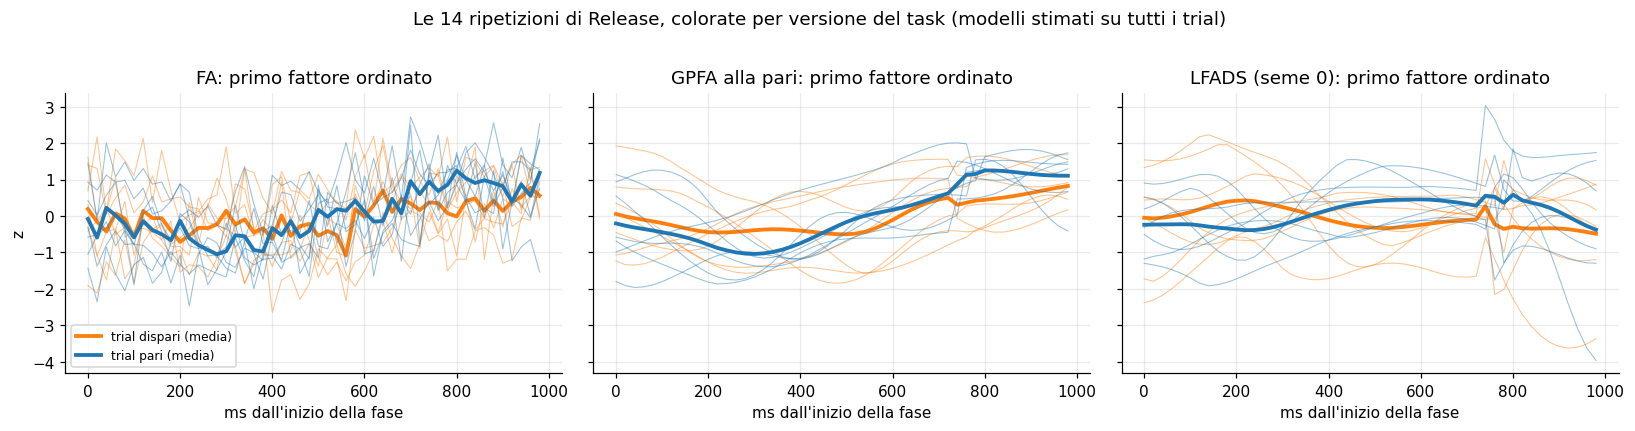 Le 14 ripetizioni di Release, colorate per versione del task (modelli stimati su tutti i trial)
FA: primo fattore ordinato
GPFA alla pari: primo fattore ordinato
LFADS (seme 0): primo fattore ordinato
3
2
1
0
−1
−2
−3
−4
z
trial dispari (media)
trial pari (media)
0 200 400 600 800 1000
0 200 400 600 800 1000
0 200 400 600 800 1000
ms dall'inizio della fase
ms dall'inizio della fase
ms dall'inizio della fase